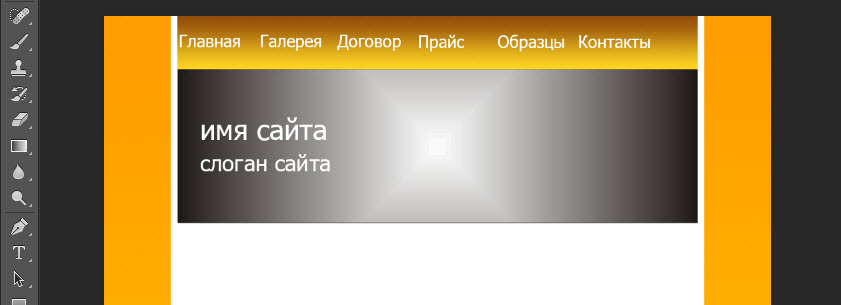 Главная Галерея Договор Прайс Образцы Контакты
имя сайта
слоган сайта